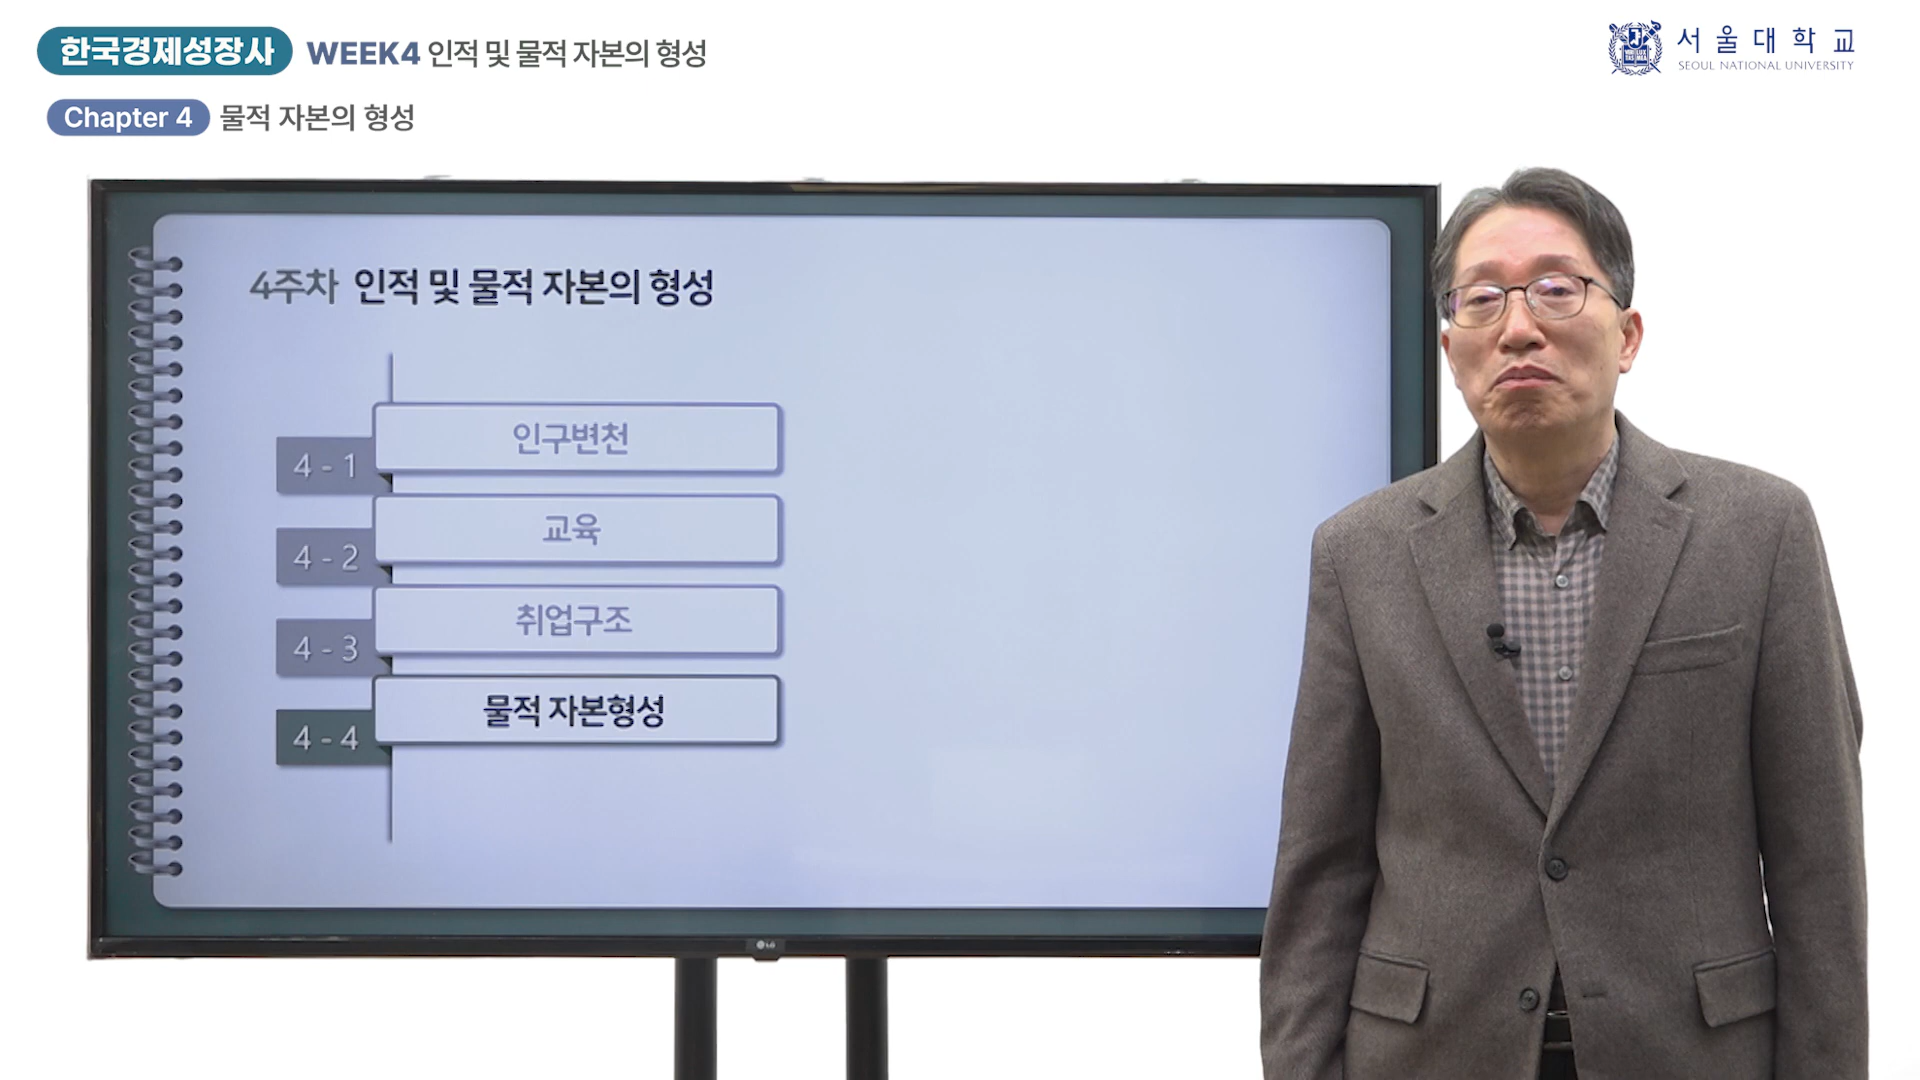 한국경제성장사 WEEK4 인적 및 물적 자본의 형성
서울대학교
SEOUL NATIONAL UNIVERSITY
Chapter 4 물적 자본의 형성
4주차 인적 및 물적 자본의 형성
4 - 1 인구변천
4 - 2 교육
4 - 3 취업구조
4 - 4 물적 자본형성
LG